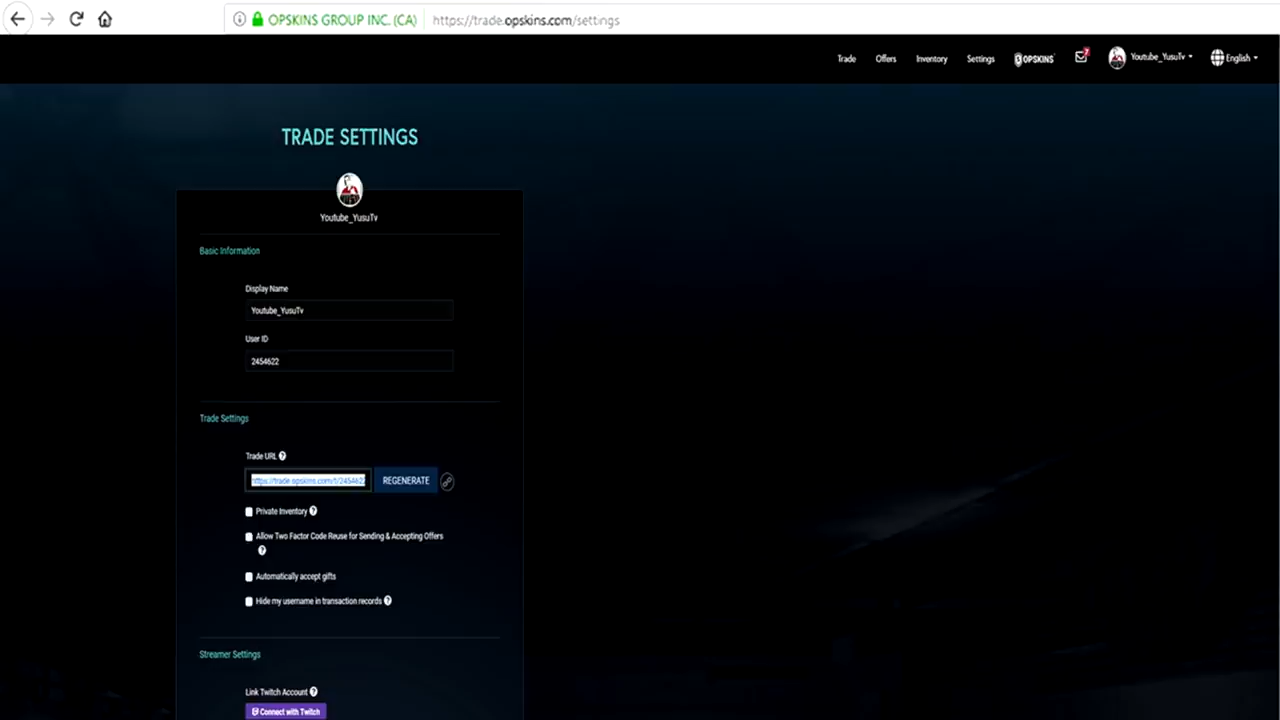 OPSKINS GROUP INC. (CA) https://trade.opskins.com/settings
Trade Offers Inventory Settings OPSKINS 7 Youtube_YusuTv English
TRADE SETTINGS
Youtube_YusuTv
Basic Information
Display Name
Youtube_YusuTv
User ID
2454622
Trade Settings
Trade URL ?
https://trade.opskins.com/t/245462 REGENERATE
Private Inventory ?
Allow Two Factor Code Reuse for Sending & Accepting Offers
?
Automatically accept gifts
Hide my username in transaction records ?
Streamer Settings
Link Twitch Account ?
Connect with Twitch